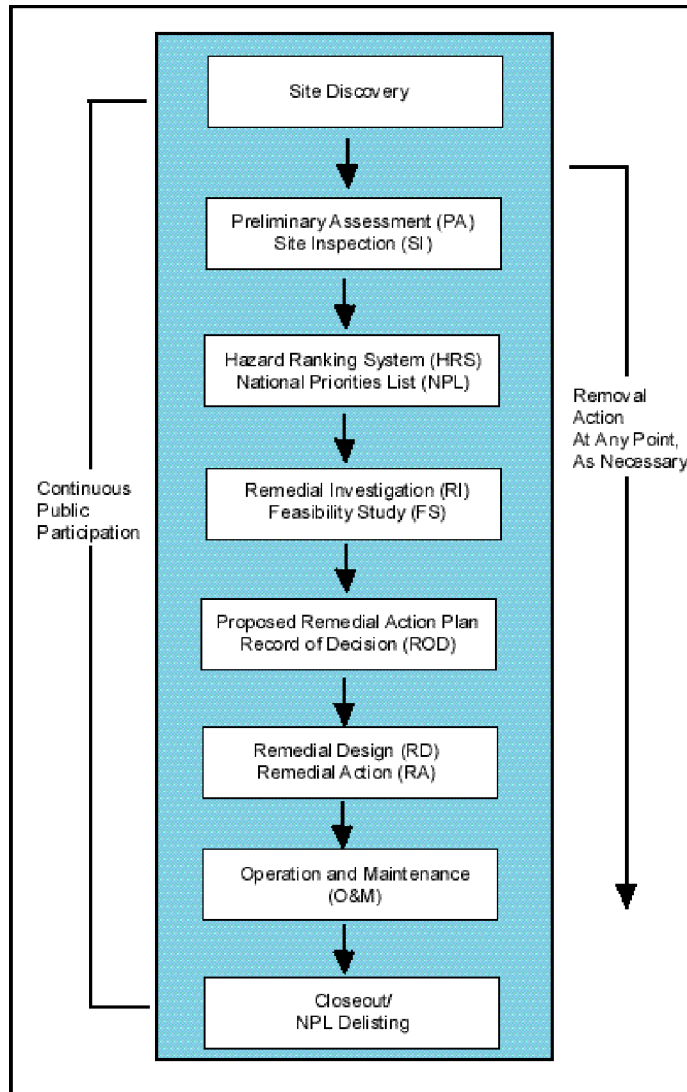 Site Discovery
Preliminary Assessment (PA)
Site Inspection (SI)
Hazard Ranking System (HRS)
National Priorities List (NPL)
Remedial Investigation (RI)
Feasibility Study (FS)
Proposed Remedial Action Plan
Record of Decision (ROD)
Remedial Design (RD)
Remedial Action (RA)
Operation and Maintenance
(O&M)
Closeout/
NPL Delisting
Continuous
Public
Participation
Removal
Action
At Any Point,
As Necessary